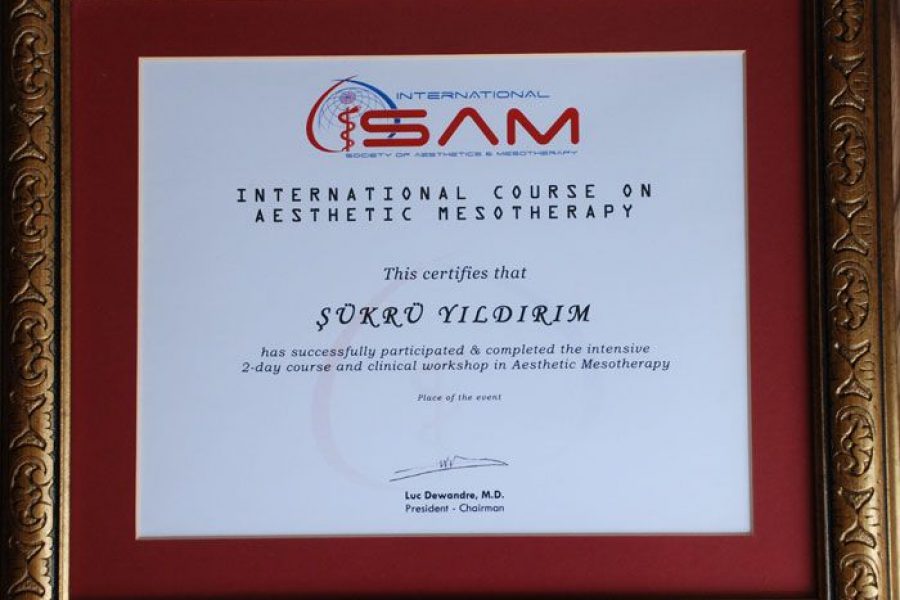 INTERNATIONAL
ISAM
SOCIETY OF AESTHETICS & MESOTHERAPY
INTERNATIONAL COURSE ON
AESTHETIC MESOTHERAPY
This certifies that
ŞÜKRÜ YILDIRIM
has successfully participated & completed the intensive
2-day course and clinical workshop in Aesthetic Mesotherapy
Place of the event
Luc Dewandre, M.D.
President - Chairman